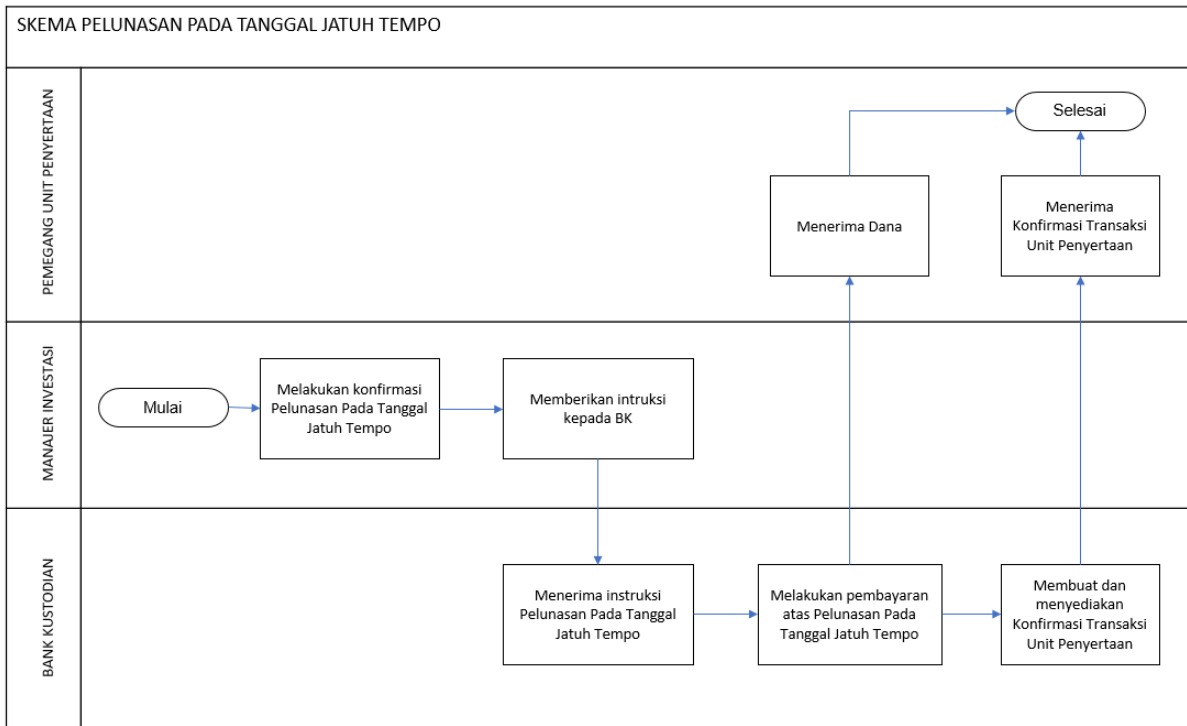 SKEMA PELUNASAN PADA TANGGAL JATUH TEMPO
PEMEGANG UNIT PENYERTAAN
Selesai
Menerima Dana
Menerima
Konfirmasi Transaksi
Unit Penyertaan
MANAJER INVESTASI
Mulai
Melakukan konfirmasi
Pelunasan Pada Tanggal
Jatuh Tempo
Memberikan intruksi
kepada BK
BANK KUSTODIAN
Menerima instruksi
Pelunasan Pada Tanggal
Jatuh Tempo
Melakukan pembayaran
atas Pelunasan Pada
Tanggal Jatuh Tempo
Membuat dan
menyediakan
Konfirmasi Transaksi
Unit Penyertaan